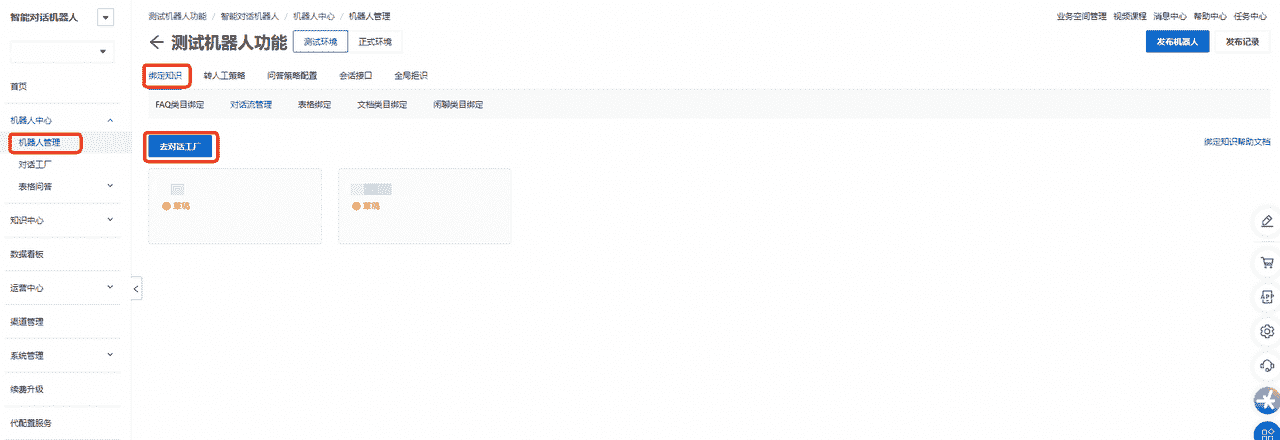 智能对话机器人
测试机器人功能 / 智能对话机器人 / 机器人中心 / 机器人管理
业务空间管理 视频课程 消息中心 帮助中心 任务中心
测试机器人功能 测试环境 正式环境
发布机器人 发布记录
绑定知识 转人工策略 问答策略配置 会话接口 全局拒识
FAQ类目绑定 对话流管理 表格绑定 文档类目绑定 闲聊类目绑定
去对话工厂
绑定知识帮助文档
草稿 草稿
首页
机器人中心
机器人管理
对话工厂
表格问答
知识中心
数据看板
运营中心
渠道管理
系统管理
续费升级
代配置服务